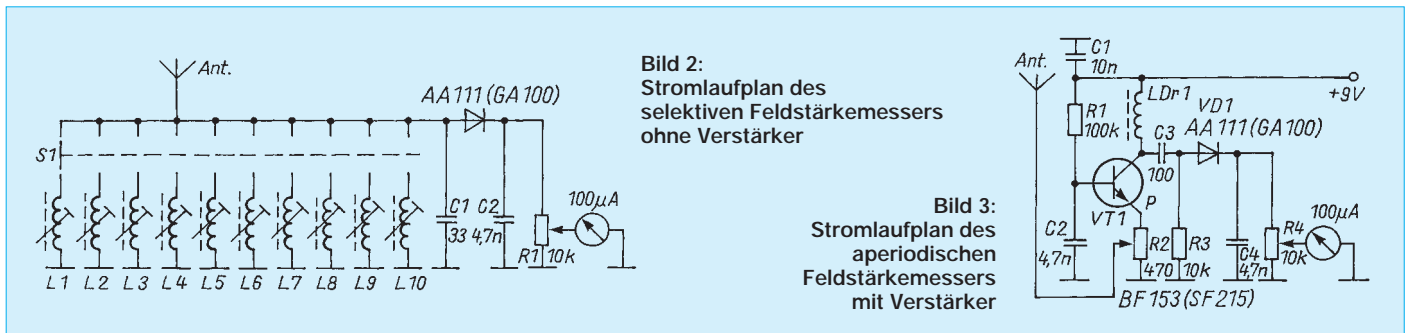 Ant.
AA111 (GA100)
S1
C1
33
C2
4,7n
R1
10k
100µA
L1 L2 L3 L4 L5 L6 L7 L8 L9 L10
Bild 2:
Stromlaufplan des
selektiven Feldstärkemessers
ohne Verstärker
Bild 3:
Stromlaufplan des
aperiodischen
Feldstärkemessers
mit Verstärker
Ant.
C1
10n
+9V
LDr1
R1
100k
VD1
AA111 (GA100)
C3
100
VT1
P
C2
4,7n
R2
470
R3
10k
C4
4,7n
R4
10k
100µA
BF153 (SF215)